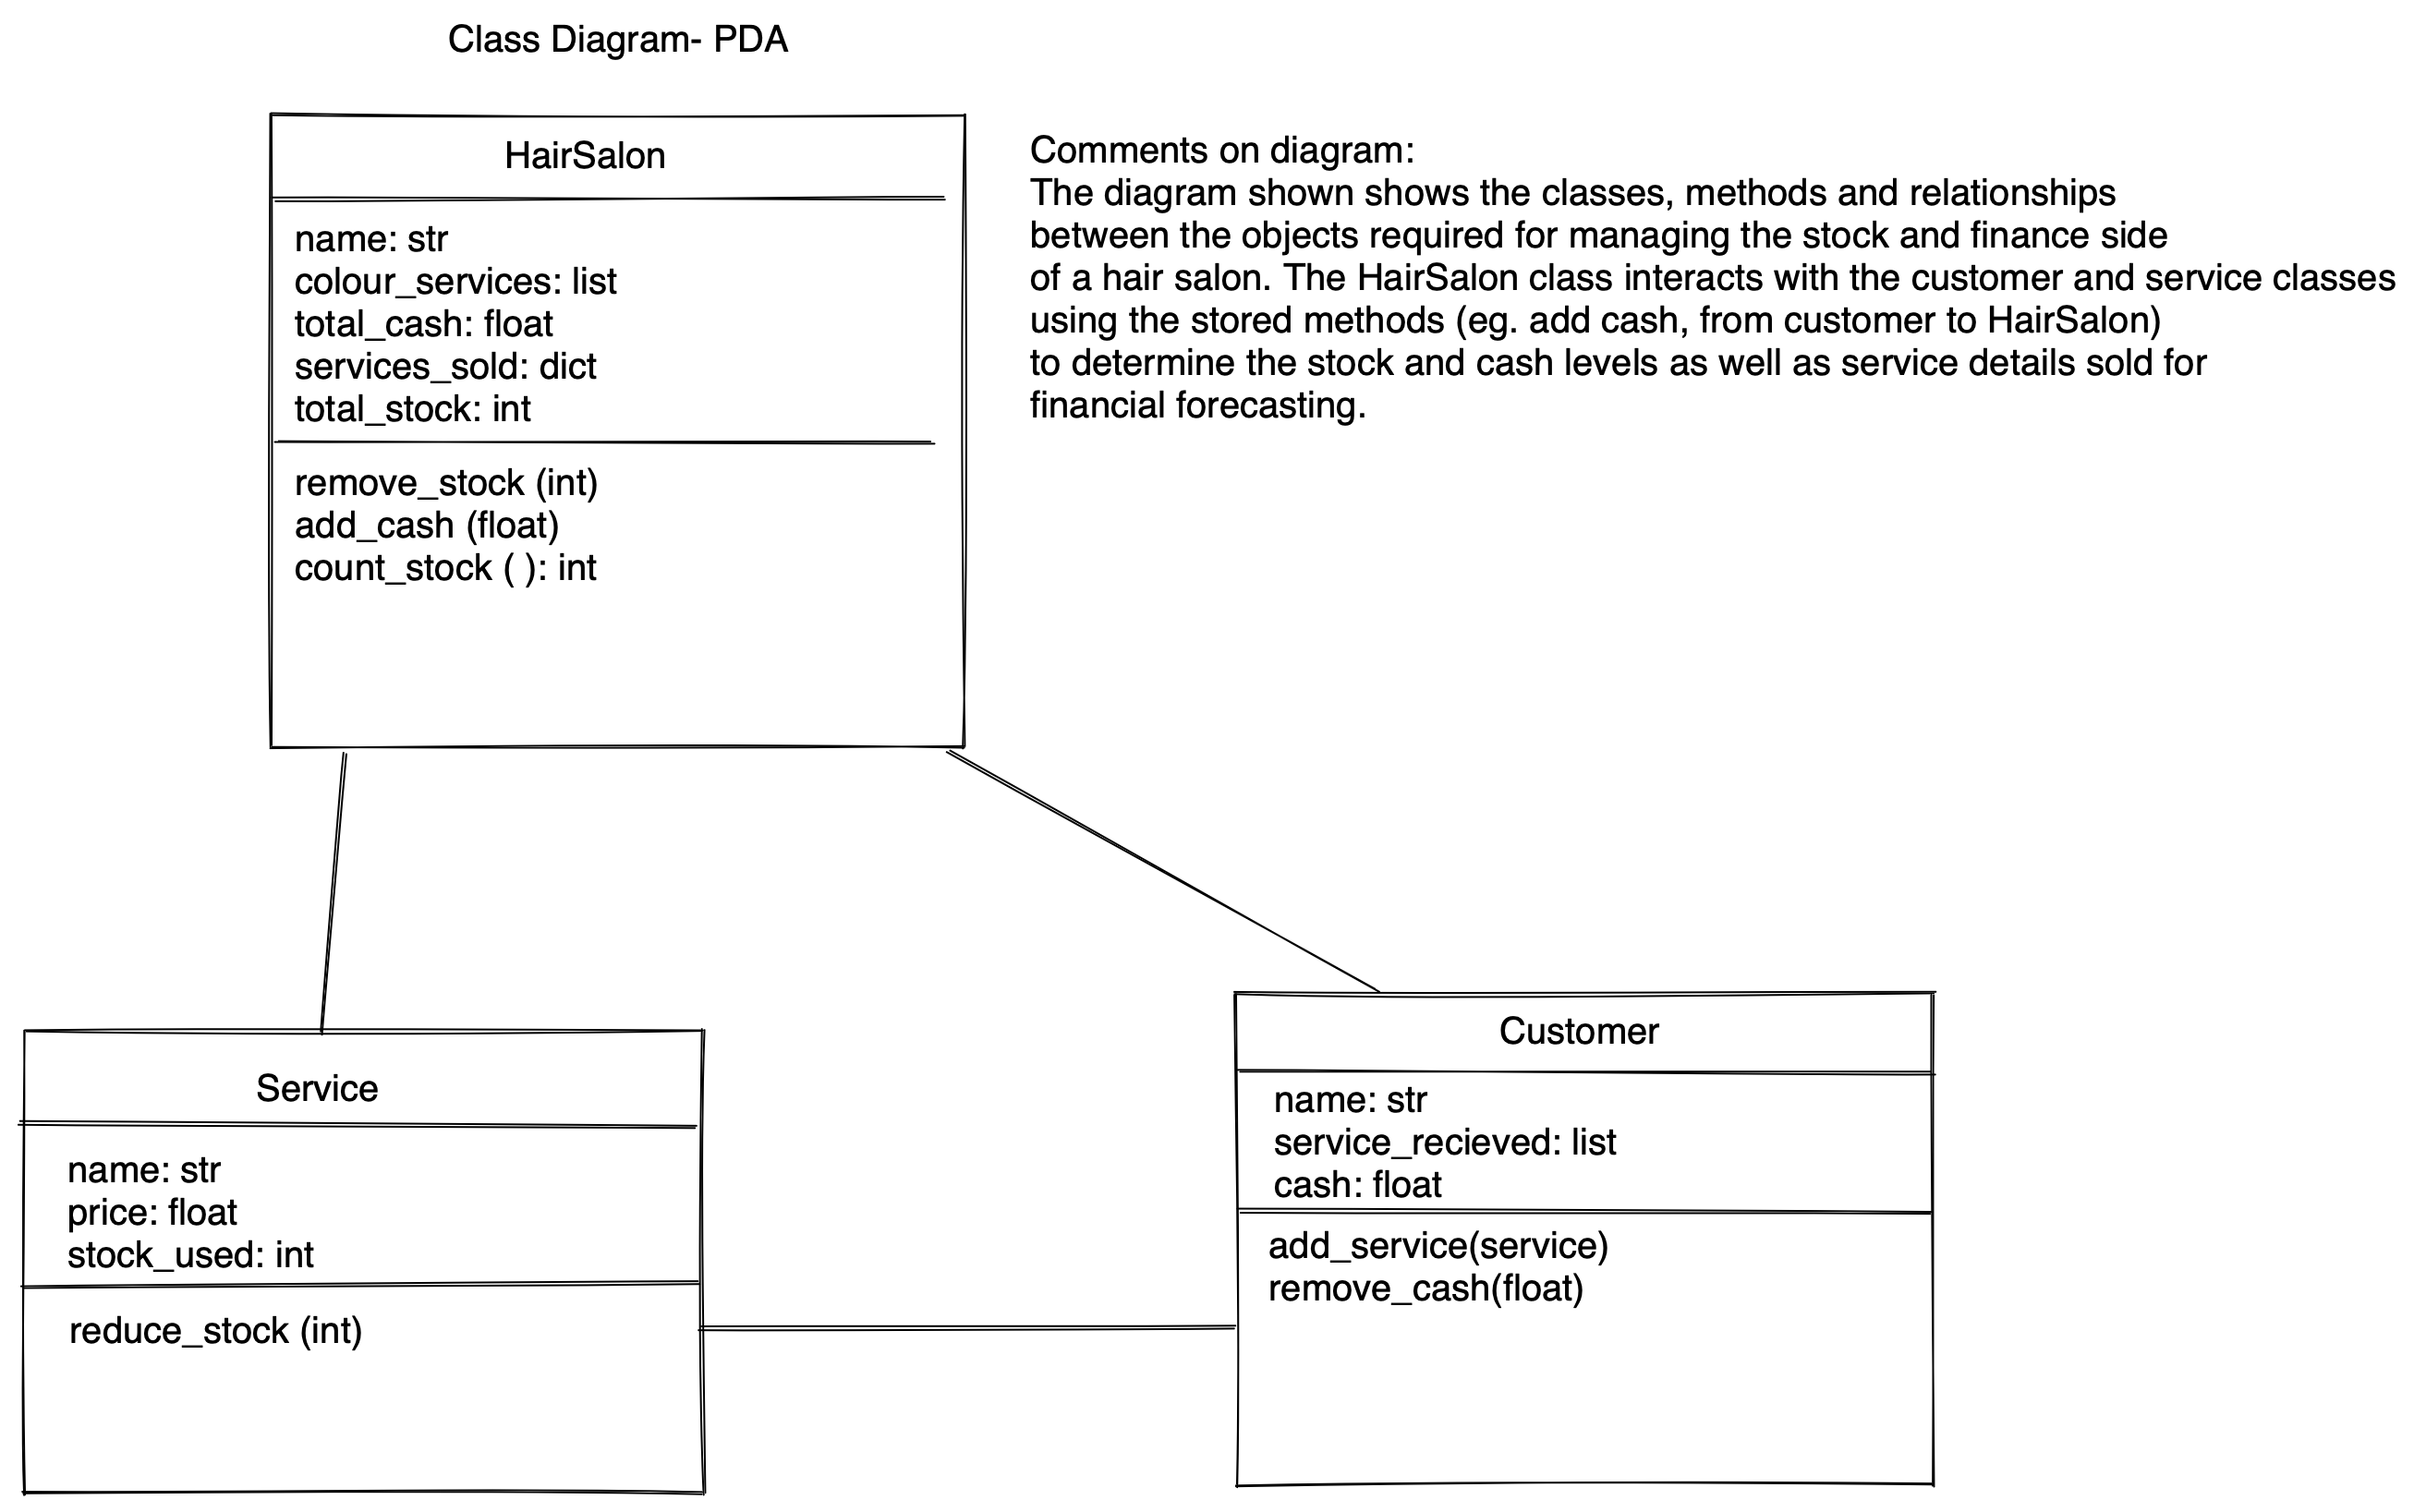 Class Diagram- PDA
HairSalon
name: str
colour_services: list
total_cash: float
services_sold: dict
total_stock: int
remove_stock (int)
add_cash (float)
count_stock ( ): int
Comments on diagram:
The diagram shown shows the classes, methods and relationships
between the objects required for managing the stock and finance side
of a hair salon. The HairSalon class interacts with the customer and service classes
using the stored methods (eg. add cash, from customer to HairSalon)
to determine the stock and cash levels as well as service details sold for
financial forecasting.
Service
name: str
price: float
stock_used: int
reduce_stock (int)
Customer
name: str
service_recieved: list
cash: float
add_service(service)
remove_cash(float)